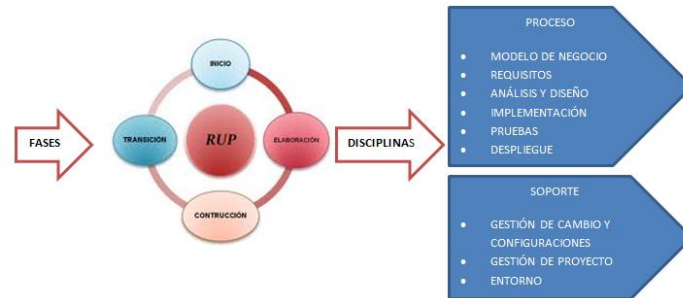 FASES
INICIO
TRANSICIÓN
RUP
ELABORACIÓN
CONTRUCCIÓN
DISCIPLINAS
PROCESO
MODELO DE NEGOCIO
REQUISITOS
ANÁLISIS Y DISEÑO
IMPLEMENTACIÓN
PRUEBAS
DESPLIEGUE
SOPORTE
GESTIÓN DE CAMBIO Y
CONFIGURACIONES
GESTIÓN DE PROYECTO
ENTORNO